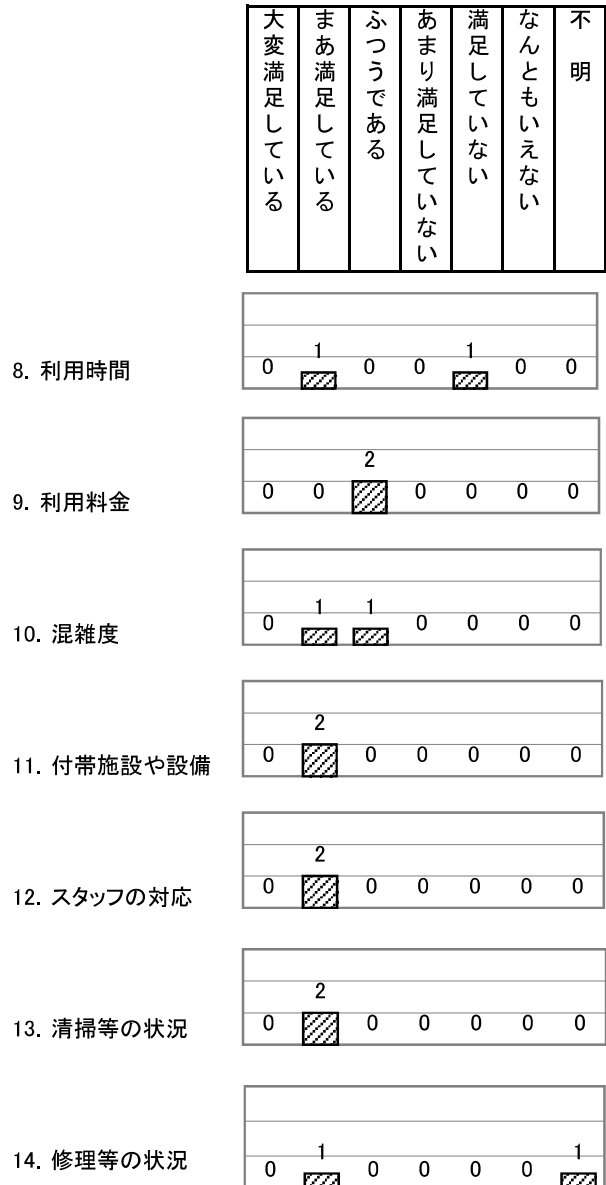 大変満足している
まあ満足している
ふつうである
あまり満足していない
満足していない
なんともいえない
不明
8. 利用時間
0 1 0 0 1 0 0
9. 利用料金
0 0 2 0 0 0 0
10. 混雑度
0 1 1 0 0 0 0
11. 付帯施設や設備
0 2 0 0 0 0 0
12. スタッフの対応
0 2 0 0 0 0 0
13. 清掃等の状況
0 2 0 0 0 0 0
14. 修理等の状況
0 1 0 0 0 0 1